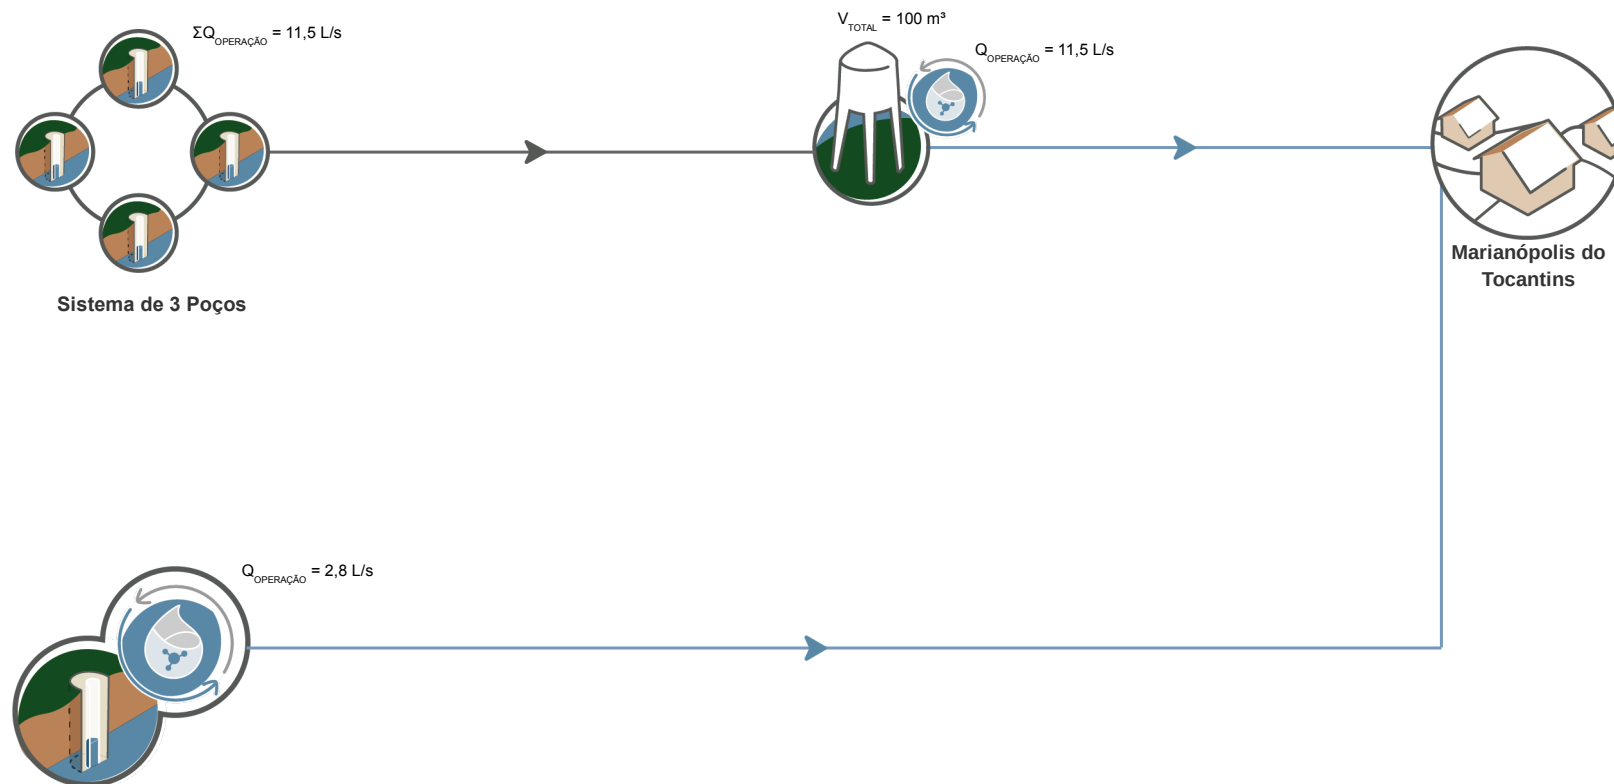 ΣQOPERAÇÃO = 11,5 L/s
VTOTAL = 100 m³
QOPERAÇÃO = 11,5 L/s
Marianópolis do
Tocantins
Sistema de 3 Poços
QOPERAÇÃO = 2,8 L/s